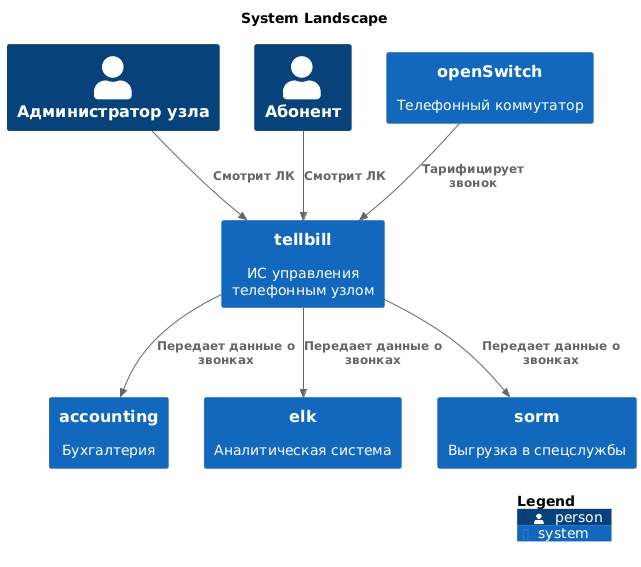 System Landscape
Администратор узла
Абонент
openSwitch
Телефонный коммутатор
Смотрит ЛК
Смотрит ЛК
Тарифицирует
звонок
tellbill
ИС управления
телефонным узлом
Передает данные о
звонках
Передает данные о
звонках
Передает данные о
звонках
accounting
Бухгалтерия
elk
Аналитическая система
sorm
Выгрузка в спецслужбы
Legend
person
system